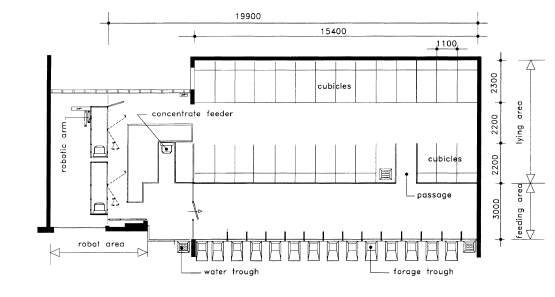 19900
15400
1100
cubicles
2300
concentrate feeder
robotic arm
2200
lying area
cubicles
2200
passage
3000
feeding area
robot area
water trough
forage trough